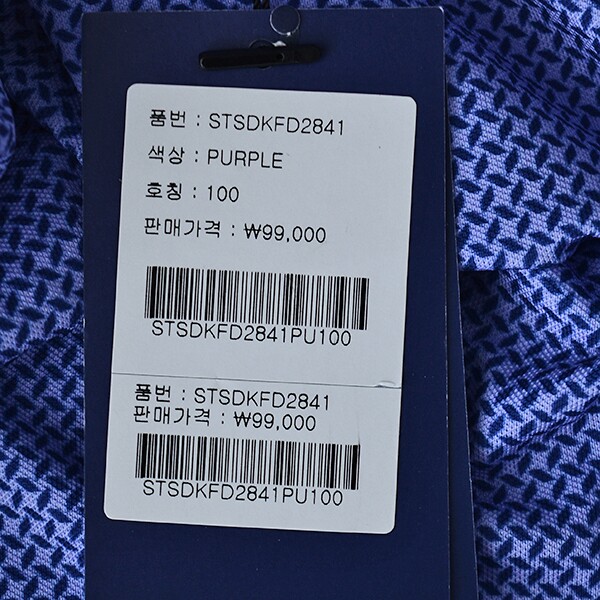 품번 : STSDKFD2841
색상 : PURPLE
호칭 : 100
판매가격 : ₩99,000
STSDKFD2841PU100
품번 : STSDKFD2841
판매가격 : ₩99,000
STSDKFD2841PU100